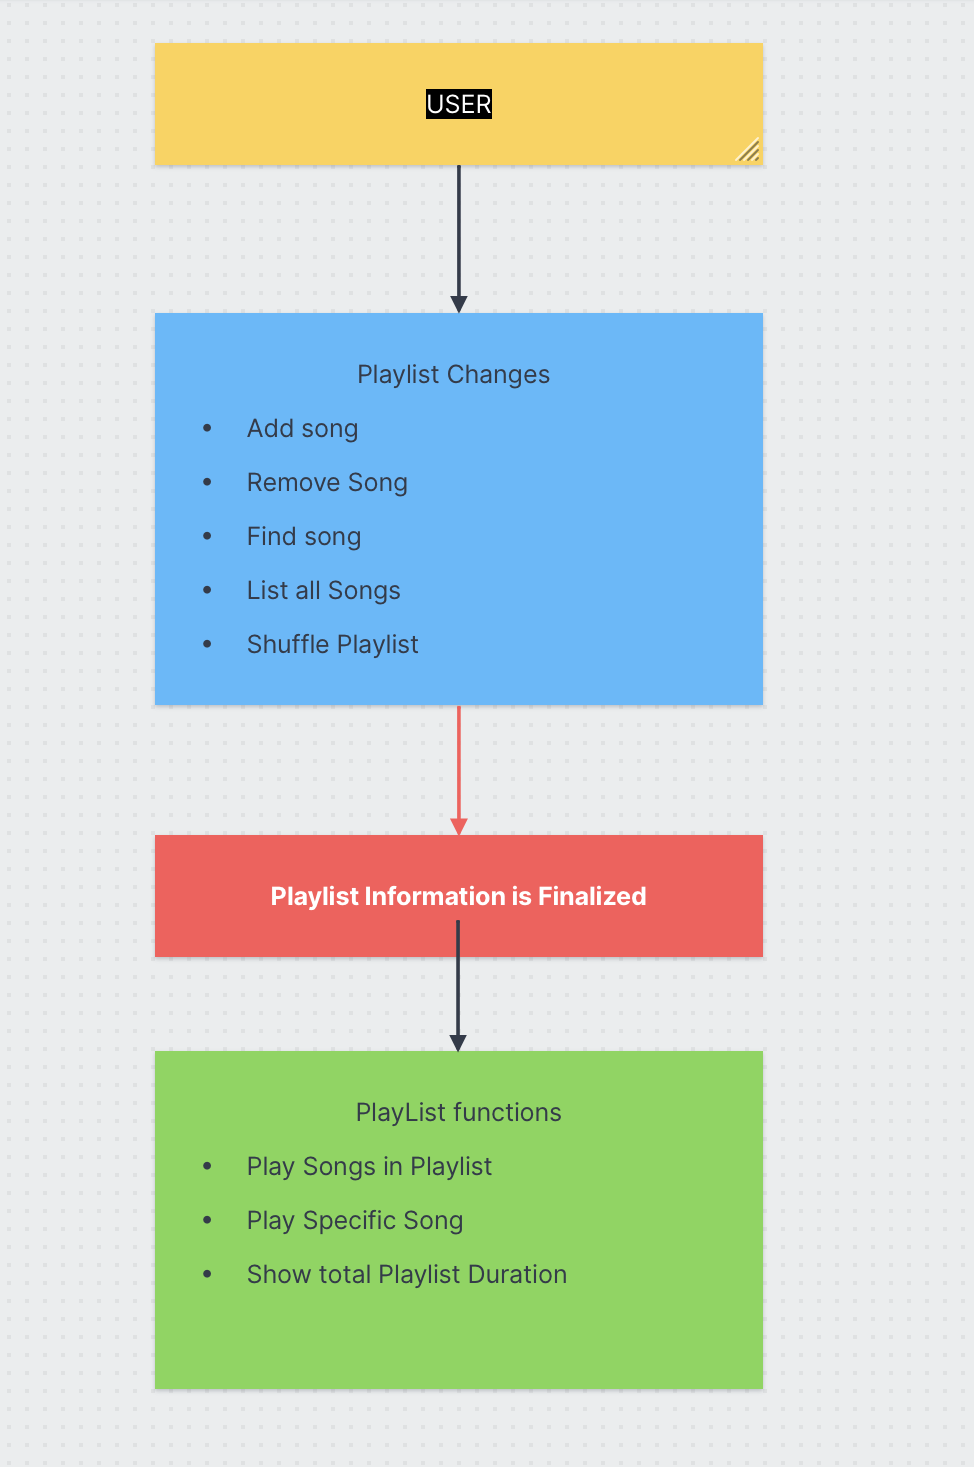 USER
Playlist Changes
• Add song
• Remove Song
• Find song
• List all Songs
• Shuffle Playlist
Playlist Information is Finalized
PlayList functions
• Play Songs in Playlist
• Play Specific Song
• Show total Playlist Duration